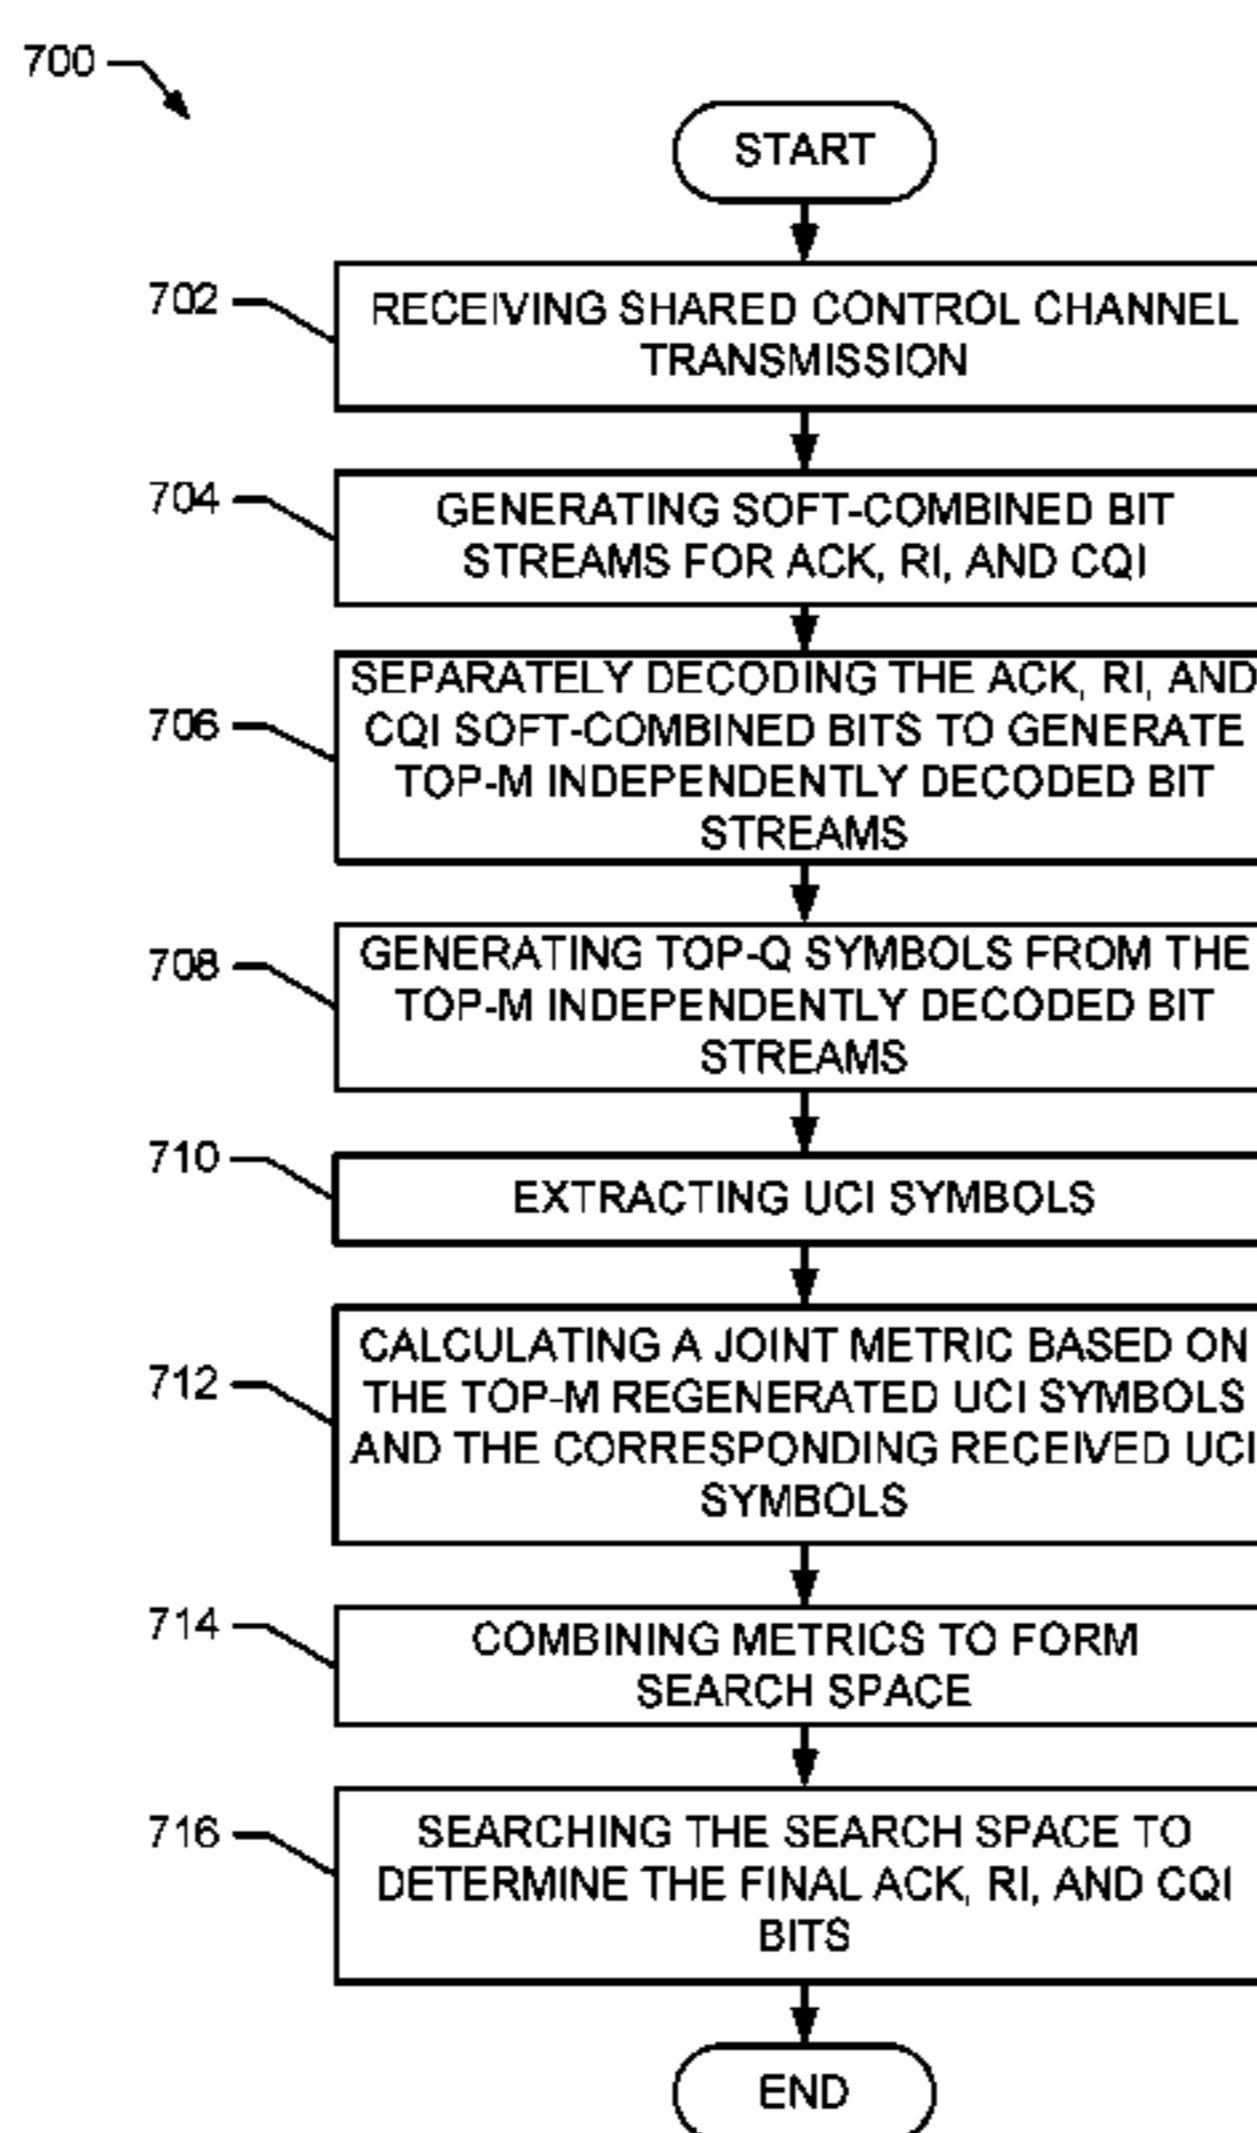 700
START
702
RECEIVING SHARED CONTROL CHANNEL
TRANSMISSION
704
GENERATING SOFT-COMBINED BIT
STREAMS FOR ACK, RI, AND CQI
706
SEPARATELY DECODING THE ACK, RI, AND
CQI SOFT-COMBINED BITS TO GENERATE
TOP-M INDEPENDENTLY DECODED BIT
STREAMS
708
GENERATING TOP-Q SYMBOLS FROM THE
TOP-M INDEPENDENTLY DECODED BIT
STREAMS
710
EXTRACTING UCI SYMBOLS
712
CALCULATING A JOINT METRIC BASED ON
THE TOP-M REGENERATED UCI SYMBOLS
AND THE CORRESPONDING RECEIVED UCI
SYMBOLS
714
COMBINING METRICS TO FORM
SEARCH SPACE
716
SEARCHING THE SEARCH SPACE TO
DETERMINE THE FINAL ACK, RI, AND CQI
BITS
END